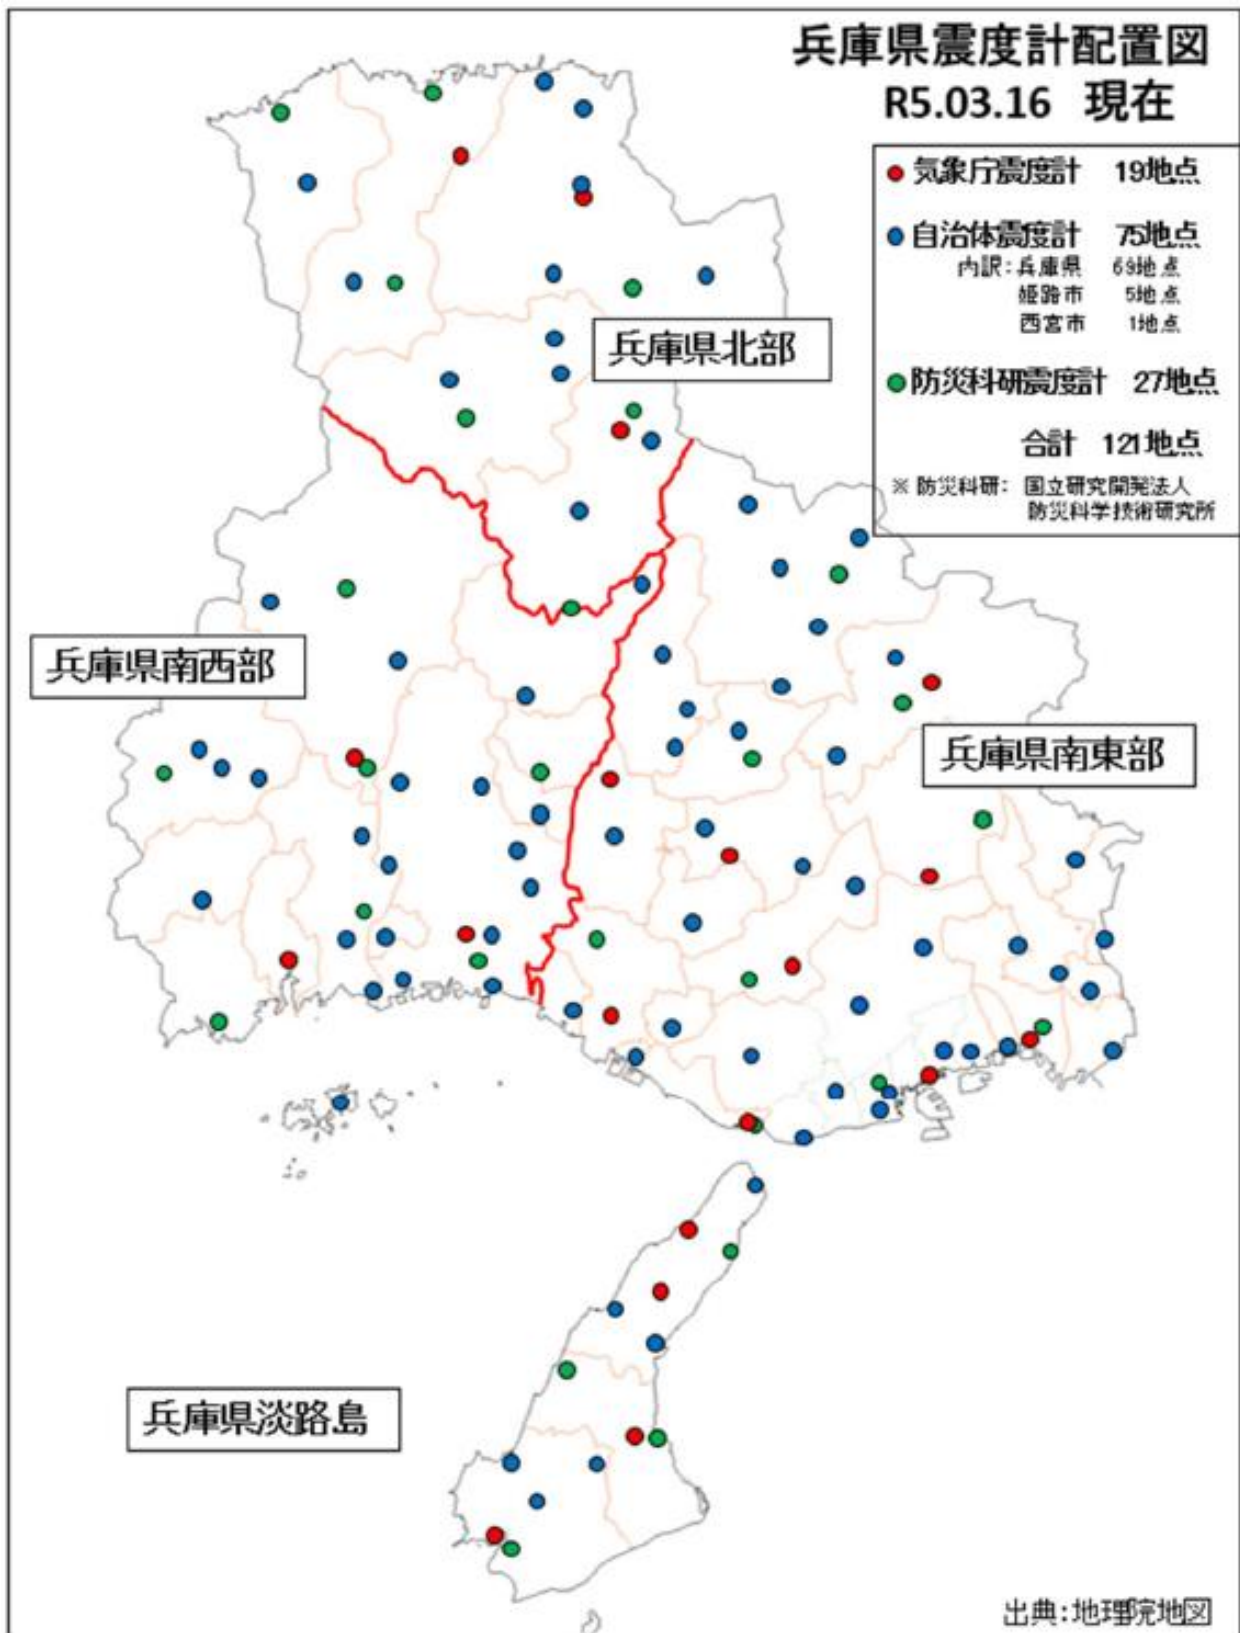 兵庫県震度計配置図
R5.03.16 現在
気象庁震度計 19地点
自治体震度計 75地点
内訳:兵庫県 69地点
姫路市 5地点
西宮市 1地点
防災科研震度計 27地点
合計 121地点
※ 防災科研: 国立研究開発法人
防災科学技術研究所
兵庫県北部
兵庫県南西部
兵庫県南東部
兵庫県淡路島
出典:地理院地図